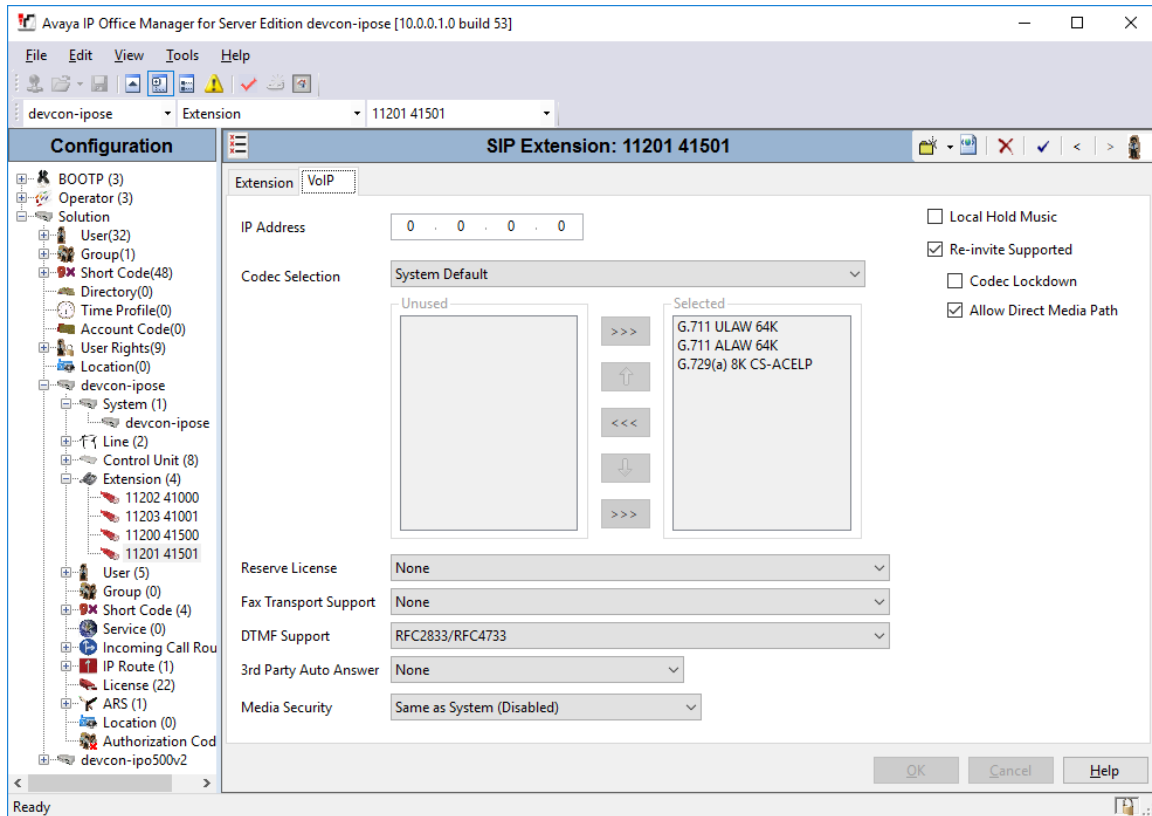 Avaya IP Office Manager for Server Edition devcon-ipose [10.0.0.1.0 build 53]
File Edit View Tools Help
devcon-ipose Extension 11201 41501
Configuration
BOOTP (3)
Operator (3)
Solution
User(32)
Group(1)
Short Code(48)
Directory(0)
Time Profile(0)
Account Code(0)
User Rights(9)
Location(0)
devcon-ipose
System (1)
devcon-ipose
Line (2)
Control Unit (8)
Extension (4)
11202 41000
11203 41001
11200 41500
11201 41501
User (5)
Group (0)
Short Code (4)
Service (0)
Incoming Call Rou
IP Route (1)
License (22)
ARS (1)
Location (0)
Authorization Cod
devcon-ipo500v2
SIP Extension: 11201 41501
Extension VoIP
IP Address 0 . 0 . 0 . 0
Codec Selection System Default
Unused
>>>
<<<
>>>
Selected
G.711 ULAW 64K
G.711 ALAW 64K
G.729(a) 8K CS-ACELP
Reserve License None
Fax Transport Support None
DTMF Support RFC2833/RFC4733
3rd Party Auto Answer None
Media Security Same as System (Disabled)
Local Hold Music
Re-invite Supported
Codec Lockdown
Allow Direct Media Path
OK Cancel Help
Ready